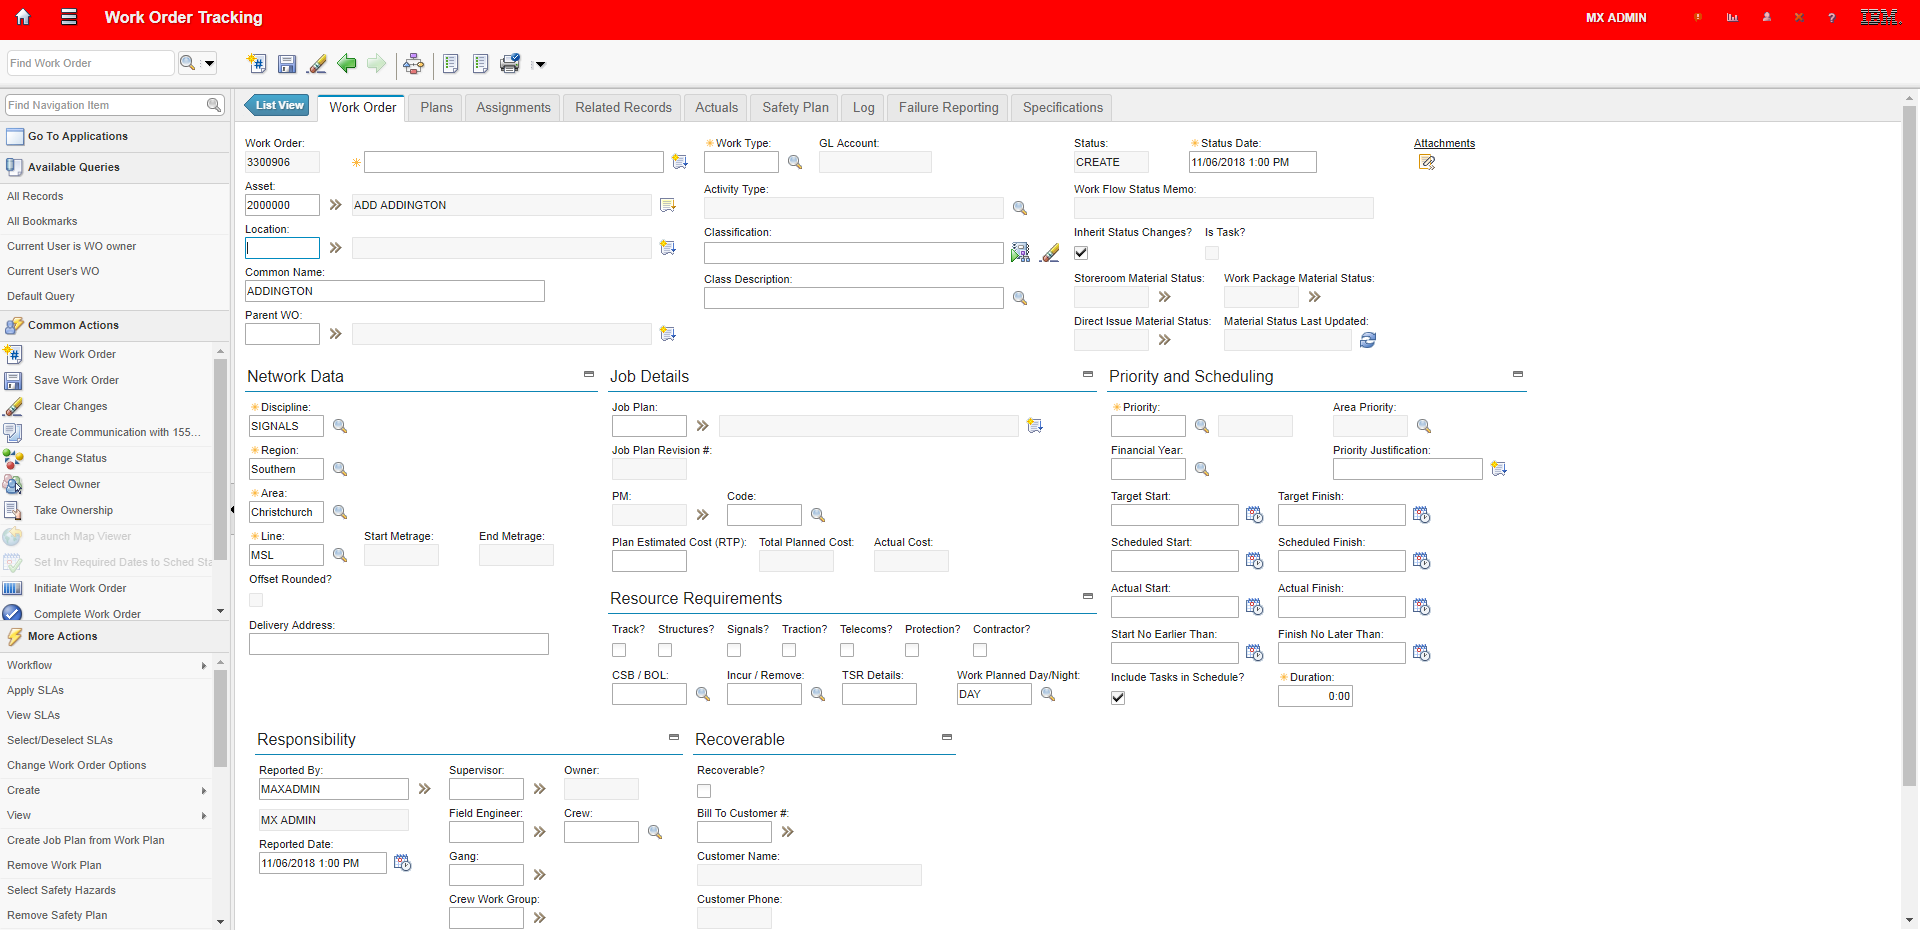 Work Order Tracking
MX ADMIN
?
IBM.
Find Work Order
Find Navigation Item
Go To Applications
Available Queries
All Records
All Bookmarks
Current User is WO owner
Current User's WO
Default Query
Common Actions
New Work Order
Save Work Order
Clear Changes
Create Communication with 155...
Change Status
Select Owner
Take Ownership
Launch Map Viewer
Set Inv Required Dates to Sched Sta
Initiate Work Order
Complete Work Order
More Actions
Workflow
Apply SLAs
View SLAs
Select/Deselect SLAs
Change Work Order Options
Create
View
Create Job Plan from Work Plan
Remove Work Plan
Select Safety Hazards
Remove Safety Plan
List View
Work Order
Plans
Assignments
Related Records
Actuals
Safety Plan
Log
Failure Reporting
Specifications
Work Order:
3300906
Asset:
2000000
ADD ADDINGTON
Location:
Common Name:
ADDINGTON
Parent WO:
Work Type:
GL Account:
Activity Type:
Classification:
Class Description:
Status:
CREATE
Status Date:
11/06/2018 1:00 PM
Attachments
Work Flow Status Memo:
Inherit Status Changes?
Is Task?
Storeroom Material Status:
Work Package Material Status:
Direct Issue Material Status:
Material Status Last Updated:
Network Data
Discipline:
SIGNALS
Region:
Southern
Area:
Christchurch
Line:
MSL
Start Metrage:
End Metrage:
Offset Rounded?
Delivery Address:
Job Details
Job Plan:
Job Plan Revision #:
PM:
Code:
Plan Estimated Cost (RTP):
Total Planned Cost:
Actual Cost:
Resource Requirements
Track?
Structures?
Signals?
Traction?
Telecoms?
Protection?
Contractor?
CSB / BOL:
Incur / Remove:
TSR Details:
Work Planned Day/Night:
DAY
Priority and Scheduling
Priority:
Area Priority:
Financial Year:
Priority Justification:
Target Start:
Target Finish:
Scheduled Start:
Scheduled Finish:
Actual Start:
Actual Finish:
Start No Earlier Than:
Finish No Later Than:
Include Tasks in Schedule?
Duration:
0:00
Responsibility
Reported By:
MAXADMIN
MX ADMIN
Reported Date:
11/06/2018 1:00 PM
Supervisor:
Owner:
Field Engineer:
Crew:
Gang:
Crew Work Group:
Recoverable
Recoverable?
Bill To Customer #:
Customer Name:
Customer Phone: